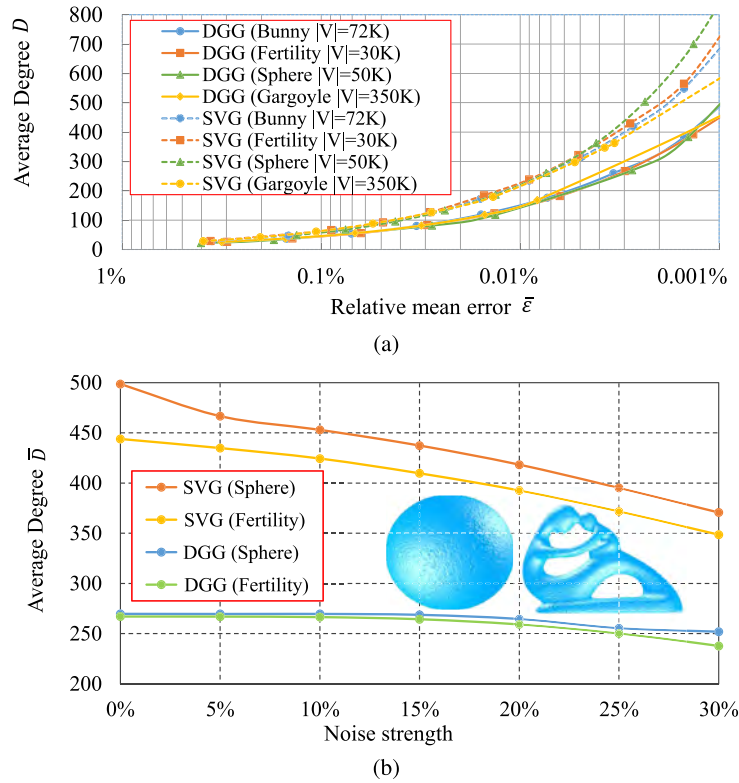 (a)
800
700
600
500
400
300
200
100
0
Average Degree D
DGG (Bunny |V|=72K)
DGG (Fertility |V|=30K)
DGG (Sphere |V|=50K)
DGG (Gargoyle |V|=350K)
SVG (Bunny |V|=72K)
SVG (Fertility |V|=30K)
SVG (Sphere |V|=50K)
SVG (Gargoyle |V|=350K)
1% 0.1% 0.01% 0.001%
Relative mean error ε̄
(a)
500
450
400
350
300
250
200
Average Degree D̄
SVG (Sphere)
SVG (Fertility)
DGG (Sphere)
DGG (Fertility)
0% 5% 10% 15% 20% 25% 30%
Noise strength
(b)